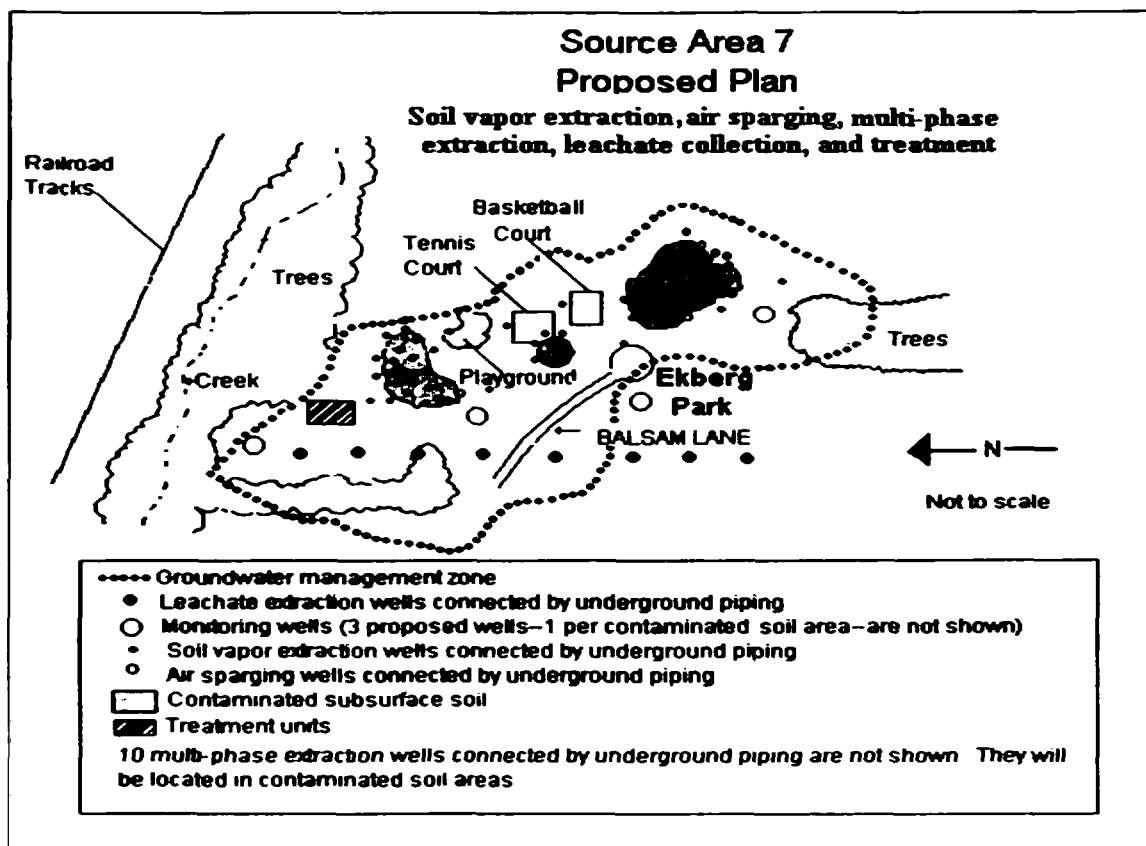 Source Area 7
Proposed Plan
Soil vapor extraction, air sparging, multi-phase
extraction, leachate collection, and treatment
Railroad
Tracks
Basketball
Court
Tennis
Court
Trees
Trees
Creek
Playground
Ekberg
Park
BALSAM LANE
N
Not to scale
Groundwater management zone
Leachate extraction wells connected by underground piping
Monitoring wells (3 proposed wells--1 per contaminated soil area--are not shown)
Soil vapor extraction wells connected by underground piping
Air sparging wells connected by underground piping
Contaminated subsurface soil
Treatment units
10 multi-phase extraction wells connected by underground piping are not shown They will
be located in contaminated soil areas